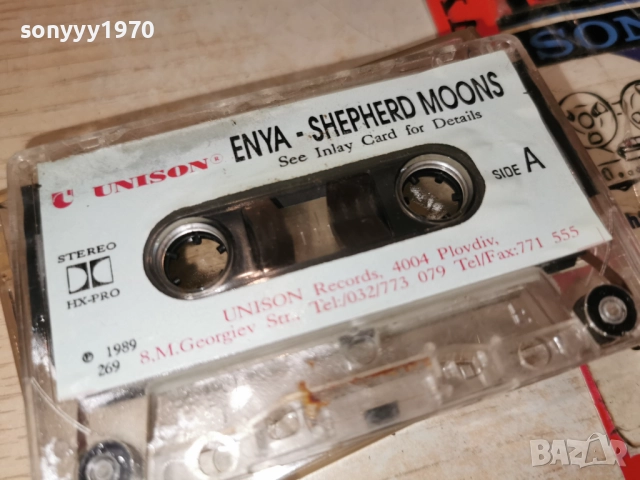 sonyyy1970
SON
ENYA - SHEPHERD MOONS
See Inlay Card for Details
UNISON®
SIDE A
STEREO
HX-PRO
UNISON Records, 4004 Plovdiv,
8,M.Georgiev Str., Tel:/032/773 079 Tel/Fax:771 555
℗ 1989
269
BAZAR